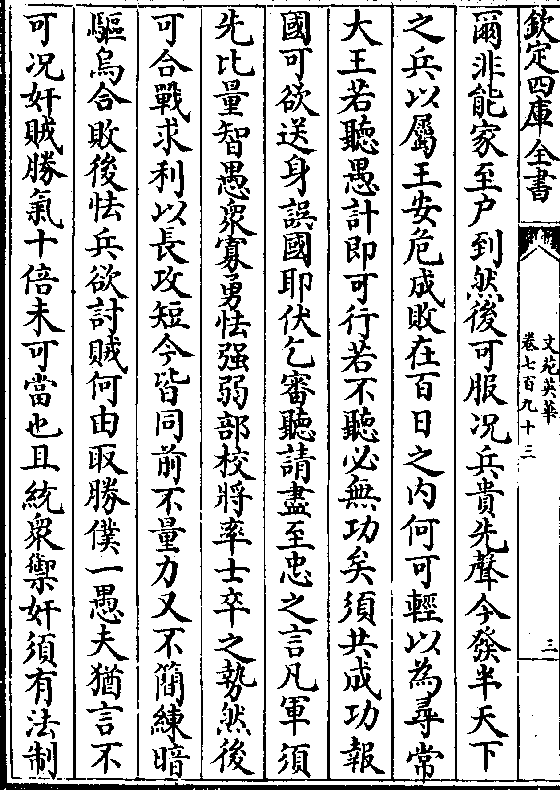 欽定四庫全書
文苑英華
卷七百九十三
三
爾非能家至户到然後可服况兵貴先聲今發半天下
之兵以屬王安危成敗在百日之内何可輕以為尋常
大王若聽愚計即可行若不聽必無功矣須共成功報
國可欲送身誤國耶伏乞審聽請盡至忠之言凡軍須
先比量智愚衆寡勇怯强弱部校將率士卒之勢然後
可合戰求利以長攻短今皆同前不量力又不簡練暗
驅烏合敗後怯兵欲討賊何由取勝僕一愚夫猶言不
可况奸賊勝氣十倍未可當也且統衆禦奸須有法制